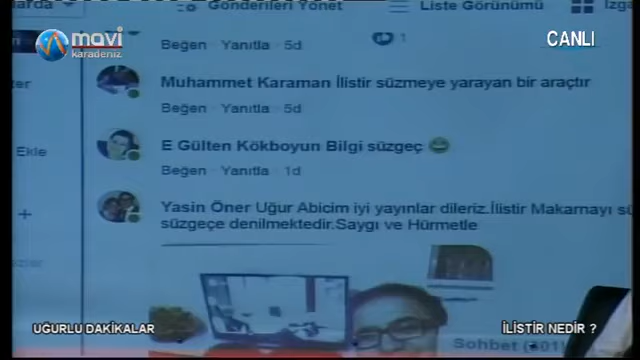 Gönderileri Yönet
Liste Görünümü
mavi
karadeniz
CANLI
Beğen Yanıtla 5d
1
Muhammet Karaman İlistir süzmeye yarayan bir araçtır
Beğen Yanıtla 5d
Ekle
E Gülten Kökboyun Bilgi süzgeç
Beğen Yanıtla 1d
Yasin Öner Uğur Abicim iyi yayınlar dileriz.İlistir Makarnayı
süzgeçe denilmektedir.Saygı ve Hürmetle
UĞURLU DAKİKALAR
İLİSTİR NEDİR ?
Sohbet